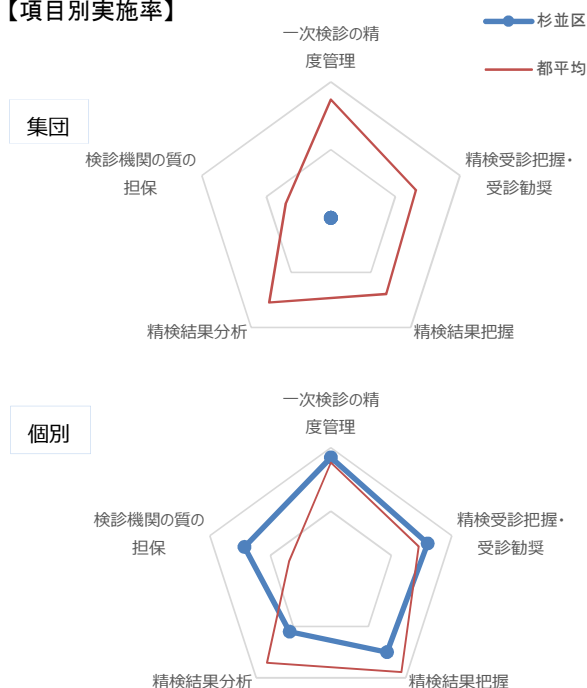 【項目別実施率】
杉並区
都平均
集団
一次検診の精
度管理
精検受診把握・
受診勧奨
精検結果把握
精検結果分析
検診機関の質の
担保
個別
一次検診の精
度管理
精検受診把握・
受診勧奨
精検結果把握
精検結果分析
検診機関の質の
担保